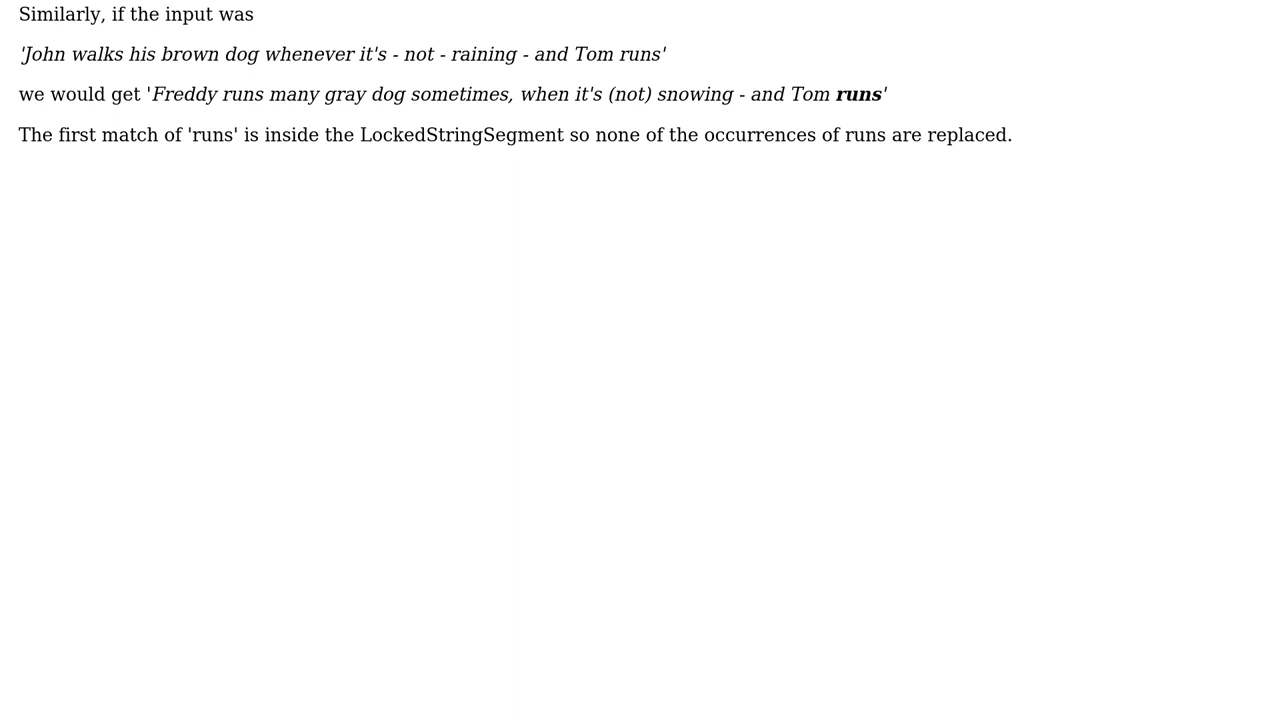 Similarly, if the input was
'John walks his brown dog whenever it's - not - raining - and Tom runs'
we would get 'Freddy runs many gray dog sometimes, when it's (not) snowing - and Tom runs'
The first match of 'runs' is inside the LockedStringSegment so none of the occurrences of runs are replaced.